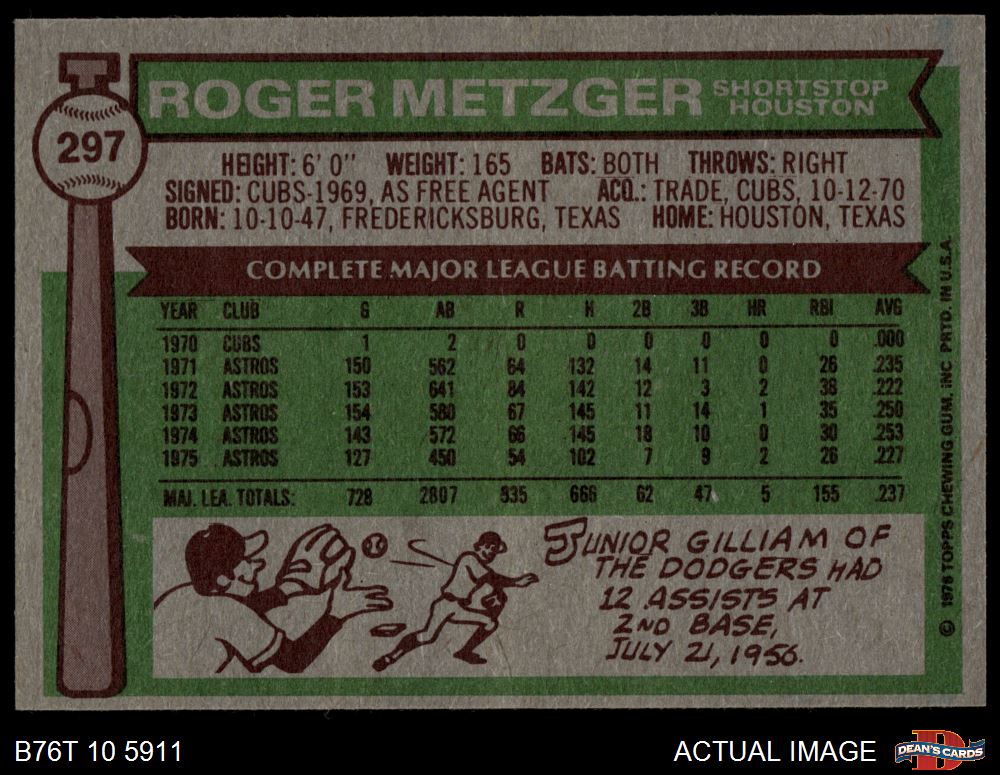 297
ROGER METZGER SHORTSTOP
HOUSTON
HEIGHT: 6' 0" WEIGHT: 165 BATS: BOTH THROWS: RIGHT
SIGNED: CUBS-1969, AS FREE AGENT ACQ.: TRADE, CUBS, 10-12-70
BORN: 10-10-47, FREDERICKSBURG, TEXAS HOME: HOUSTON, TEXAS
COMPLETE MAJOR LEAGUE BATTING RECORD
YEAR CLUB G AB R H 2B 3B HR RBI AVG
1970 CUBS 1 2 0 0 0 0 0 0 .000
1971 ASTROS 150 562 64 132 14 11 0 26 .235
1972 ASTROS 153 641 84 142 12 3 2 38 .222
1973 ASTROS 154 580 67 145 11 14 1 35 .250
1974 ASTROS 143 572 66 145 18 10 0 30 .253
1975 ASTROS 127 450 54 102 7 9 2 26 .227
MAJ. LEA. TOTALS: 728 2807 335 666 62 47 5 155 .237
JUNIOR GILLIAM OF
THE DODGERS HAD
12 ASSISTS AT
2ND BASE,
JULY 21, 1956.
© 1976 TOPPS CHEWING GUM, INC. PRTD. IN U.S.A.
B76T 10 5911
ACTUAL IMAGE
DEAN'S CARDS